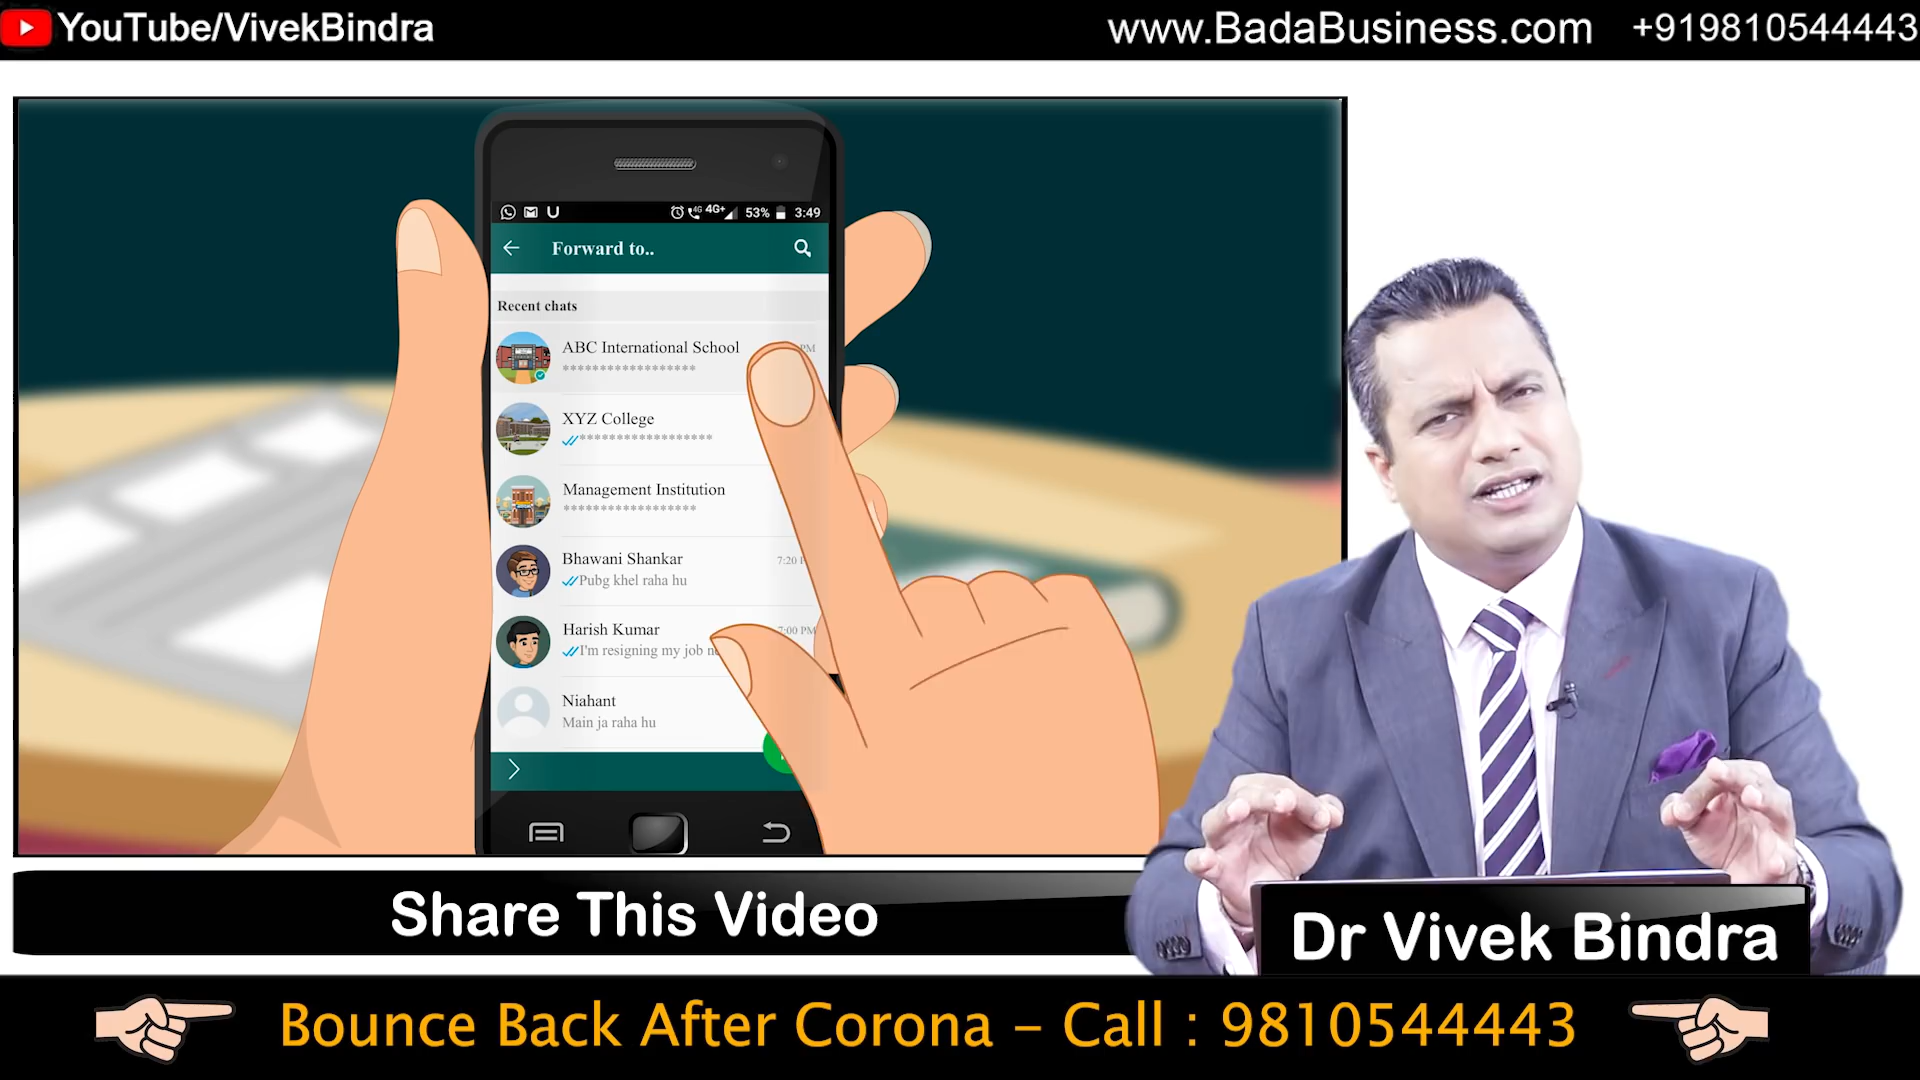 YouTube/VivekBindra
www.BadaBusiness.com +919810544443
4G 4G+ 53% 3:49
Forward to..
Recent chats
ABC International School
PM
******************
XYZ College
******************
Management Institution
******************
Bhawani Shankar
7:20
Pubg khel raha hu
Harish Kumar
7:00 PM
I'm resigning my job
Niahant
Main ja raha hu
Share This Video
Dr Vivek Bindra
Bounce Back After Corona – Call : 9810544443